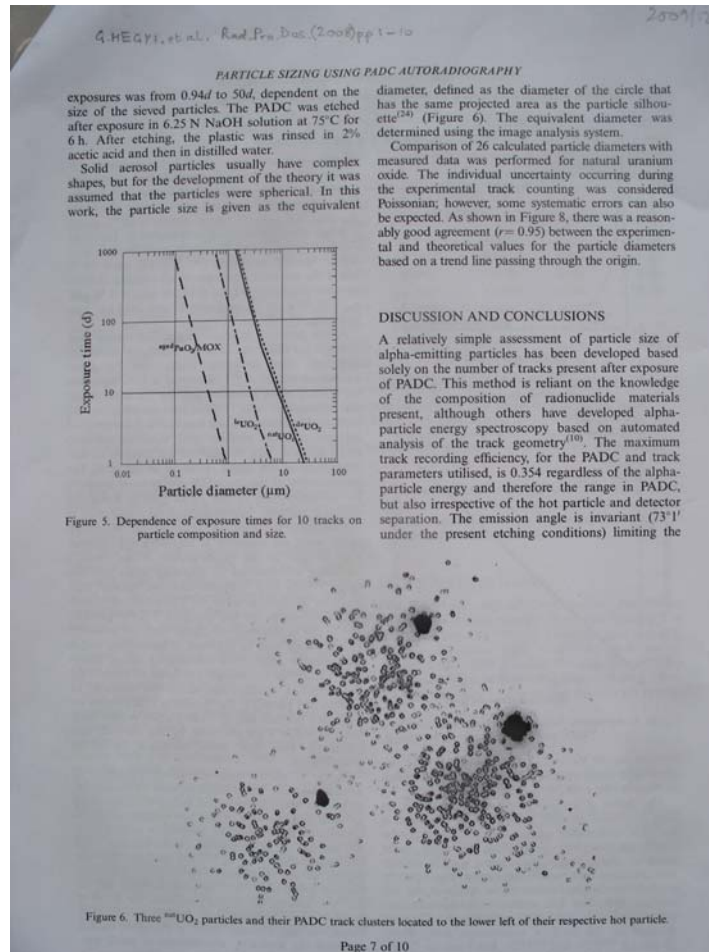 2009/12
G. HEGYI, et al. Rad. Pro. Dos. (2008) pp 1-10
PARTICLE SIZING USING PADC AUTORADIOGRAPHY
exposures was from 0.94d to 50d, dependent on the
size of the sieved particles. The PADC was etched
after exposure in 6.25 N NaOH solution at 75°C for
6 h. After etching, the plastic was rinsed in 2%
acetic acid and then in distilled water.
Solid aerosol particles usually have complex
shapes, but for the development of the theory it was
assumed that the particles were spherical. In this
work, the particle size is given as the equivalent
1000
100
10
1
Exposure time (d)
PuO₂/MOX
UO₂
natUO₂
UO₂
0.01 0.1 1 10 100
Particle diameter (μm)
Figure 5. Dependence of exposure times for 10 tracks on
particle composition and size.
diameter, defined as the diameter of the circle that
has the same projected area as the particle silhou-
ette(24) (Figure 6). The equivalent diameter was
determined using the image analysis system.
Comparison of 26 calculated particle diameters with
measured data was performed for natural uranium
oxide. The individual uncertainty occurring during
the experimental track counting was considered
Poissonian; however, some systematic errors can also
be expected. As shown in Figure 8, there was a reason-
ably good agreement (r= 0.95) between the experimen-
tal and theoretical values for the particle diameters
based on a trend line passing through the origin.
DISCUSSION AND CONCLUSIONS
A relatively simple assessment of particle size of
alpha-emitting particles has been developed based
solely on the number of tracks present after exposure
of PADC. This method is reliant on the knowledge
of the composition of radionuclide materials
present, although others have developed alpha-
particle energy spectroscopy based on automated
analysis of the track geometry(10). The maximum
track recording efficiency, for the PADC and track
parameters utilised, is 0.354 regardless of the alpha-
particle energy and therefore the range in PADC,
but also irrespective of the hot particle and detector
separation. The emission angle is invariant (73°1′
under the present etching conditions) limiting the
Figure 6. Three natUO₂ particles and their PADC track clusters located to the lower left of their respective hot particle.
Page 7 of 10